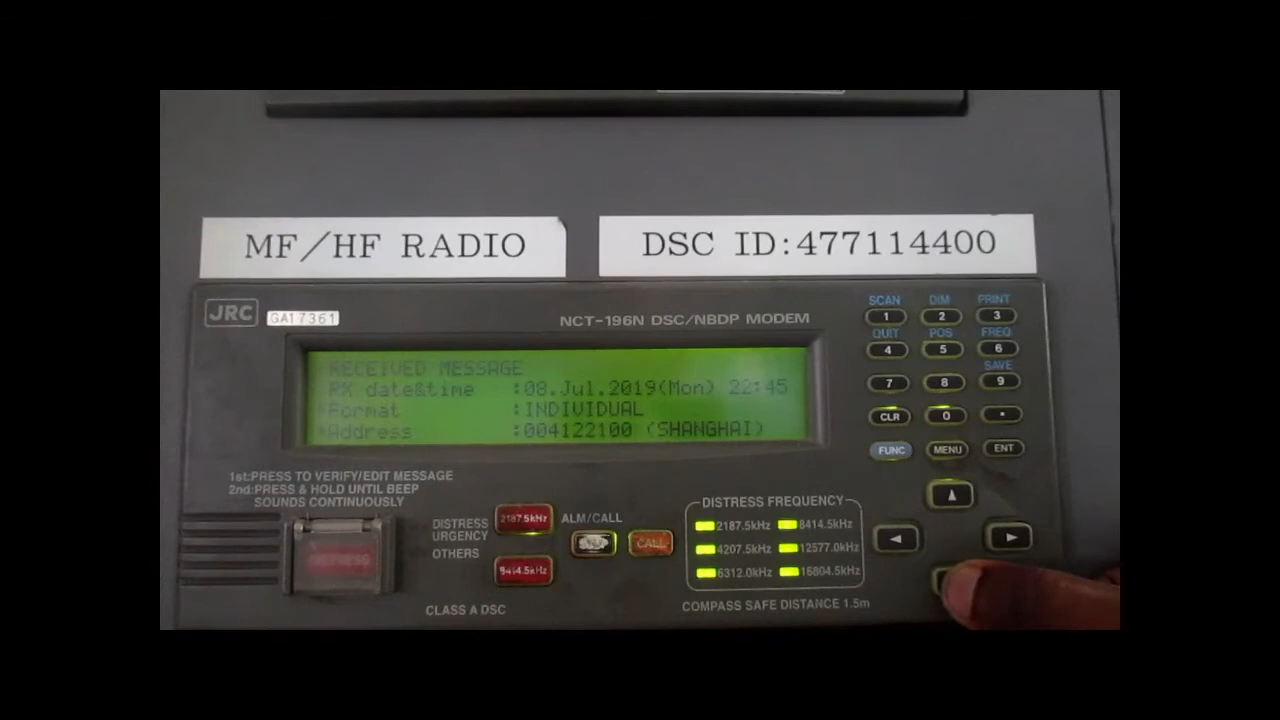 MF/HF RADIO
DSC ID:477114400
JRC
GA17361
NCT-196N DSC/NBDP MODEM
RECEIVED MESSAGE
RX date&time :08.Jul.2019(Mon) 22:45
*Format :INDIVIDUAL
*Address :004122100 (SHANGHAI)
SCAN DIM PRINT
1 2 3
QUIT POS FREQ
4 5 6
SAVE
7 8 9
CLR 0 *
FUNC MENU ENT
1st:PRESS TO VERIFY/EDIT MESSAGE
2nd:PRESS & HOLD UNTIL BEEP
SOUNDS CONTINUOUSLY
DISTRESS
DISTRESS
URGENCY
OTHERS
2187.5kHz
8414.5kHz
ALM/CALL
CALL
DISTRESS FREQUENCY
2187.5kHz 8414.5kHz
4207.5kHz 12577.0kHz
6312.0kHz 16804.5kHz
CLASS A DSC
COMPASS SAFE DISTANCE 1.5m